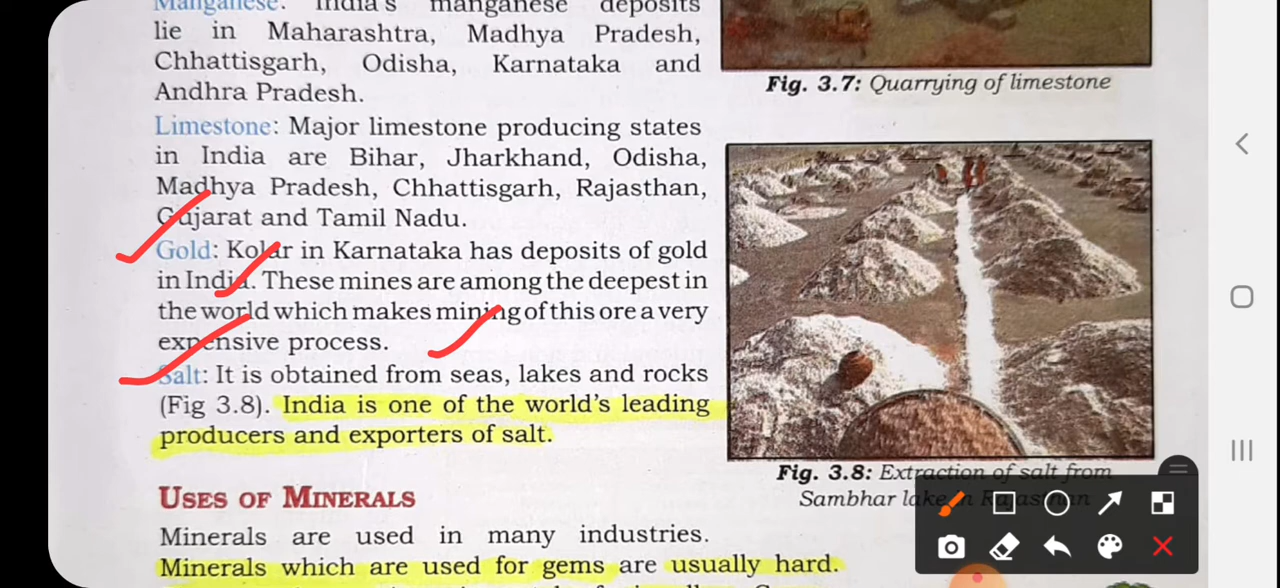 Manganese: India's manganese deposits
lie in Maharashtra, Madhya Pradesh,
Chhattisgarh, Odisha, Karnataka and
Andhra Pradesh.
Limestone: Major limestone producing states
in India are Bihar, Jharkhand, Odisha,
Madhya Pradesh, Chhattisgarh, Rajasthan,
Gujarat and Tamil Nadu.
Gold: Kolar in Karnataka has deposits of gold
in India. These mines are among the deepest in
the world which makes mining of this ore a very
expensive process.
Salt: It is obtained from seas, lakes and rocks
(Fig 3.8). India is one of the world's leading
producers and exporters of salt.
USES OF MINERALS
Minerals are used in many industries.
Minerals which are used for gems are usually hard.
Fig. 3.7: Quarrying of limestone
Fig. 3.8: Extraction of salt from
Sambhar lake in Rajasthan